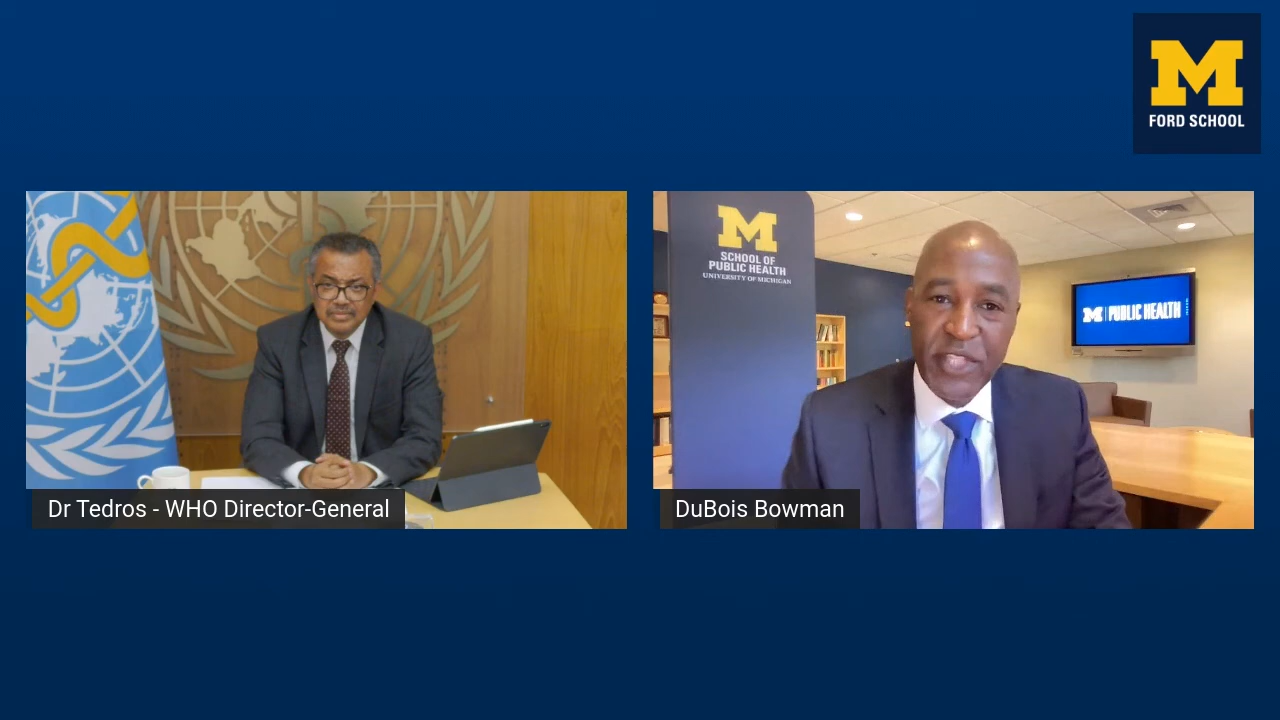 M
FORD SCHOOL
M
SCHOOL OF
PUBLIC HEALTH
UNIVERSITY OF MICHIGAN
M PUBLIC HEALTH
Dr Tedros - WHO Director-General
DuBois Bowman